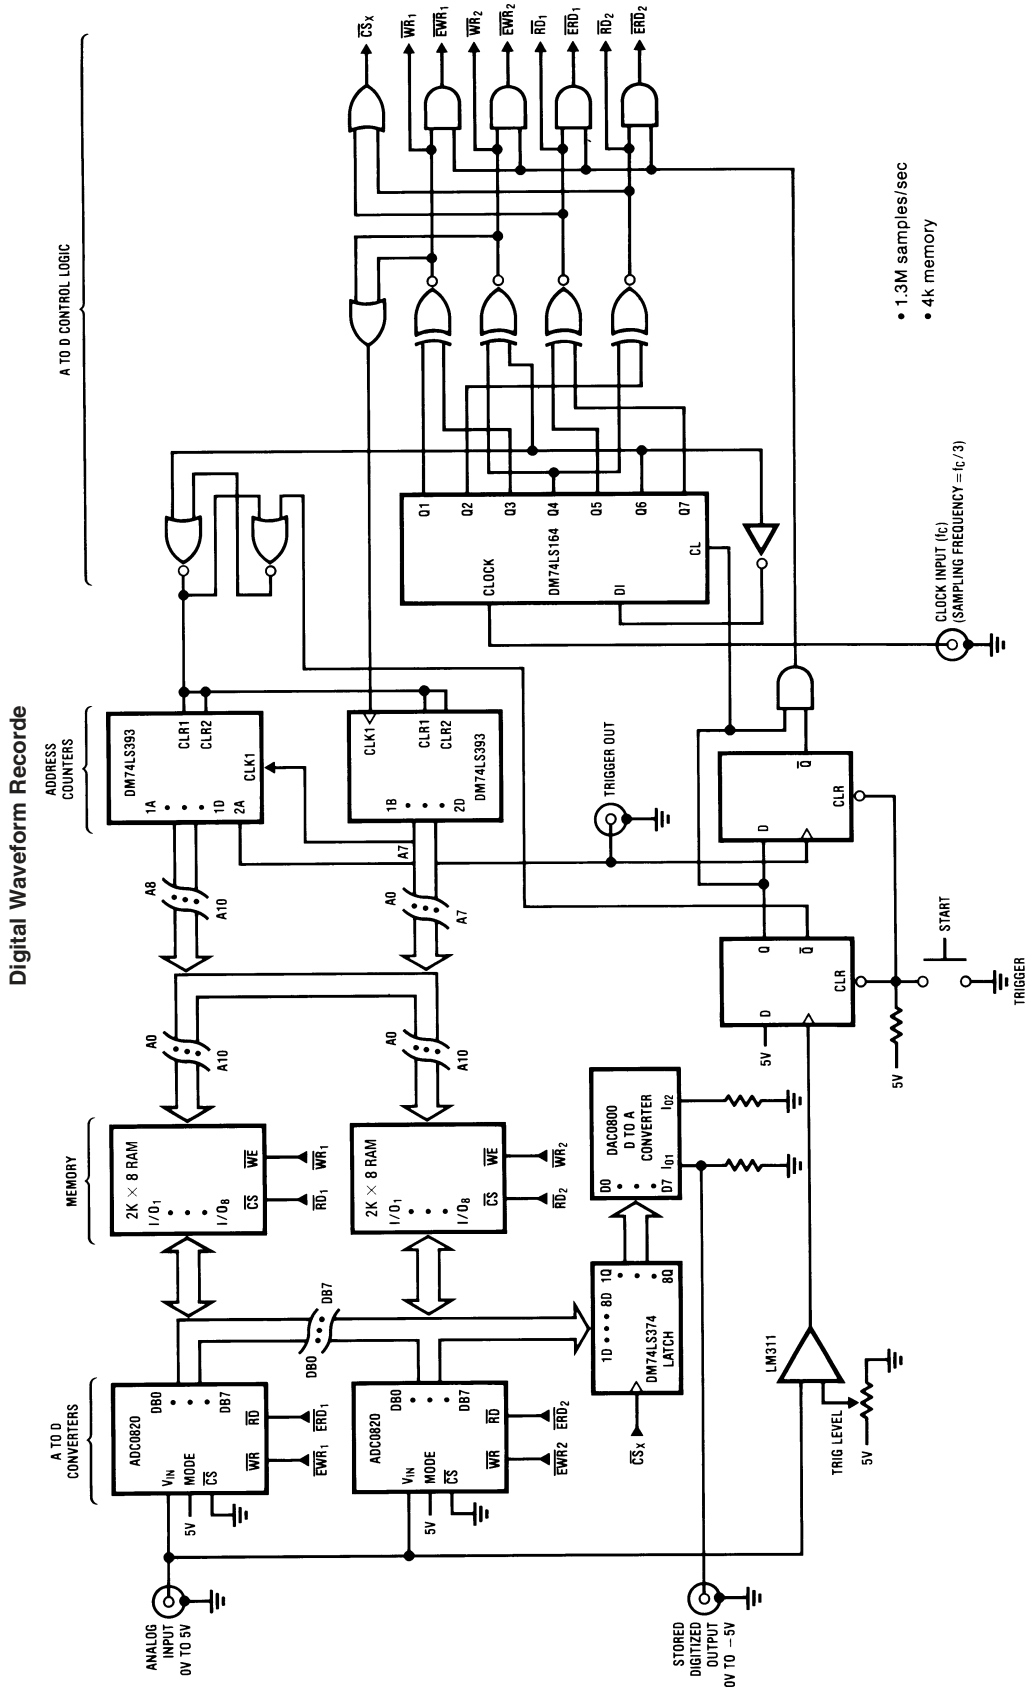 Digital Waveform Recorde
A TO D
CONVERTERS
MEMORY
ADDRESS
COUNTERS
A TO D CONTROL LOGIC
ANALOG
INPUT
0V TO 5V
ADC0820
VIN
MODE
CS
5V
DB0
DB7
WR
RD
EWR1
ERD1
ADC0820
VIN
MODE
CS
5V
DB0
DB7
WR
RD
EWR2
ERD2
DB0
DB7
2K × 8 RAM
I/O1
I/O8
CS
WE
RD1
WR1
2K × 8 RAM
I/O1
I/O8
CS
WE
RD2
WR2
A0
A10
A0
A10
A8
A10
A0
A7
A7
DM74LS393
1A
1D
2A
CLR1
CLR2
CLK1
DM74LS393
1B
2D
CLK1
CLR1
CLR2
1D
8D
1Q
8Q
DM74LS374
LATCH
CSX
DAC0800
D TO A
CONVERTER
D0
D7
IO1
IO2
STORED
DIGITIZED
OUTPUT
0V TO −5V
LM311
TRIG LEVEL
5V
5V
D
Q
Q
CLR
5V
START
TRIGGER
D
Q
CLR
TRIGGER OUT
CLOCK
DM74LS164
DI
CL
Q1
Q2
Q3
Q4
Q5
Q6
Q7
CLOCK INPUT (fC)
(SAMPLING FREQUENCY = fC/3)
CSX
WR1
EWR1
WR2
EWR2
RD1
ERD1
RD2
ERD2
• 1.3M samples/sec
• 4k memory